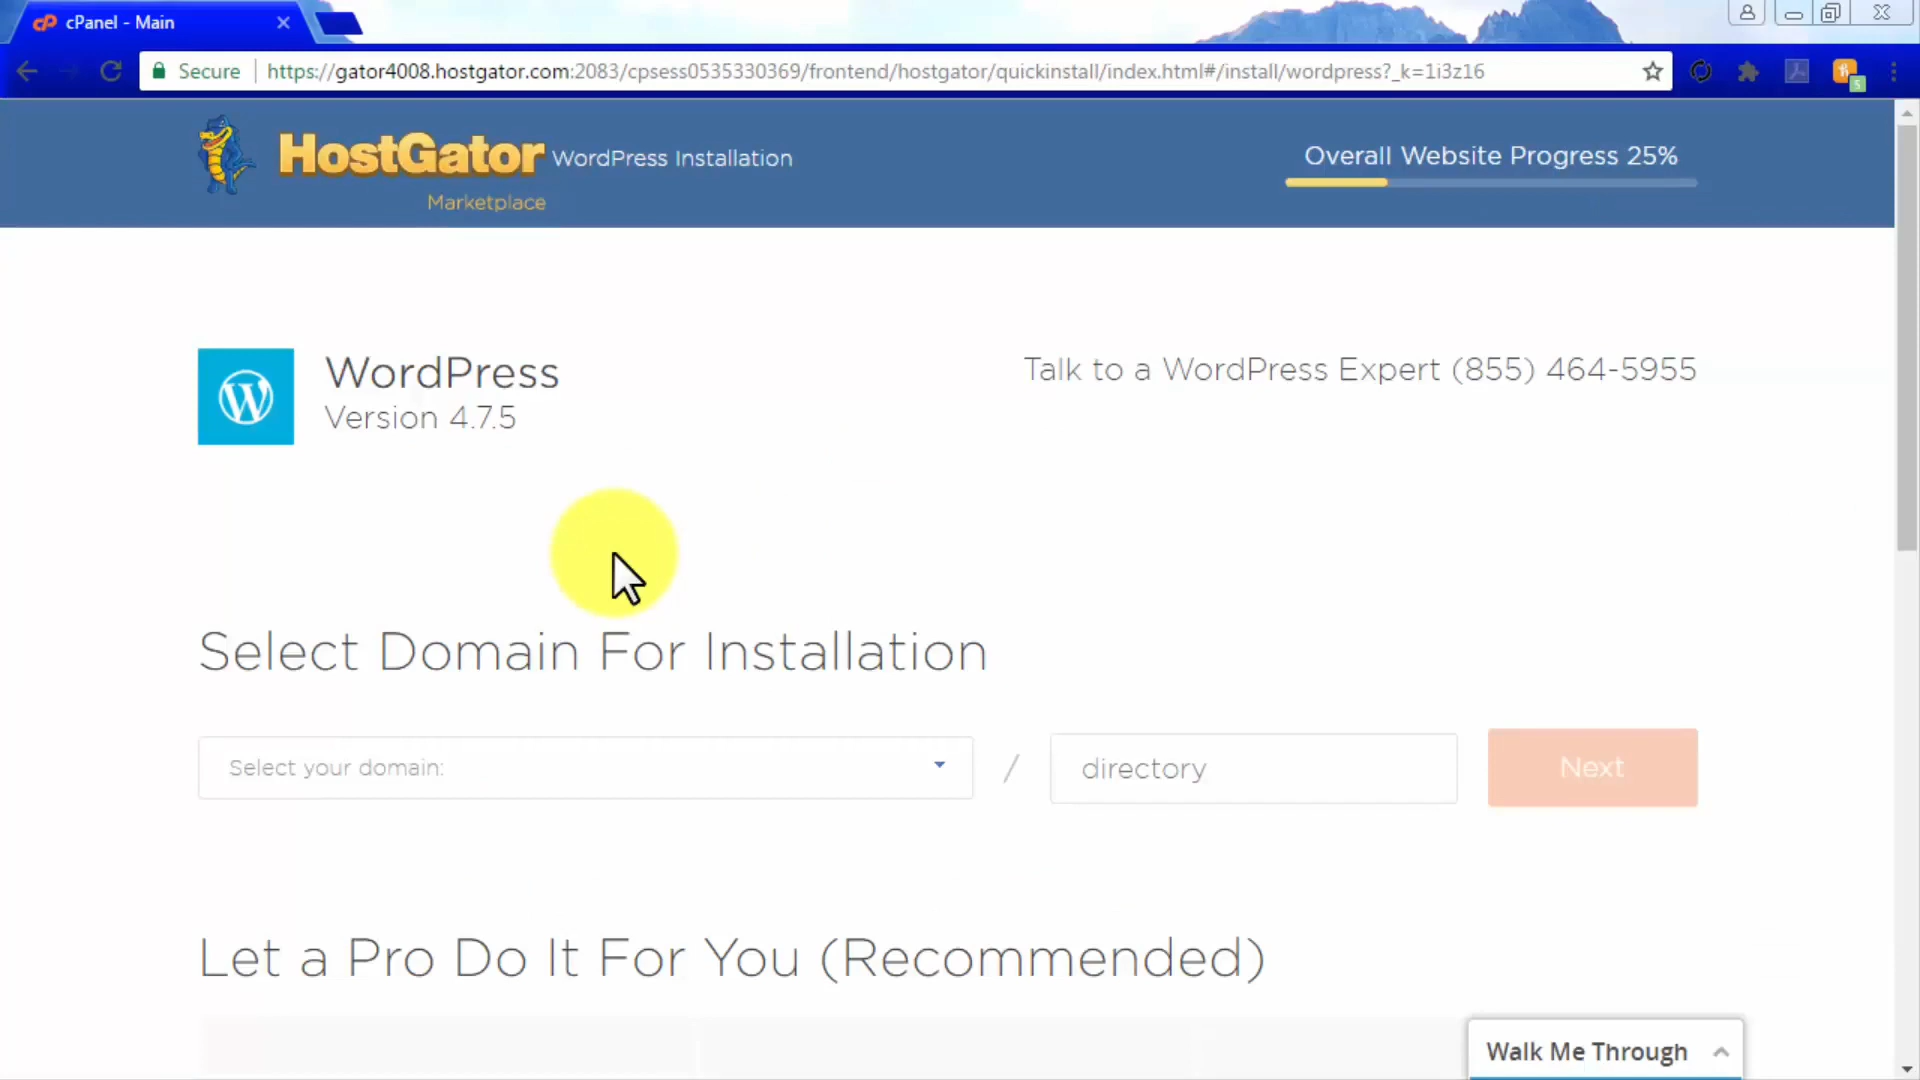 cPanel - Main
Secure https://gator4008.hostgator.com:2083/cpsess0535330369/frontend/hostgator/quickinstall/index.html#/install/wordpress?_k=1i3z16
5
HostGator WordPress Installation
Marketplace
Overall Website Progress 25%
WordPress
Version 4.7.5
Talk to a WordPress Expert (855) 464-5955
Select Domain For Installation
Select your domain: / directory Next
Let a Pro Do It For You (Recommended)
Walk Me Through